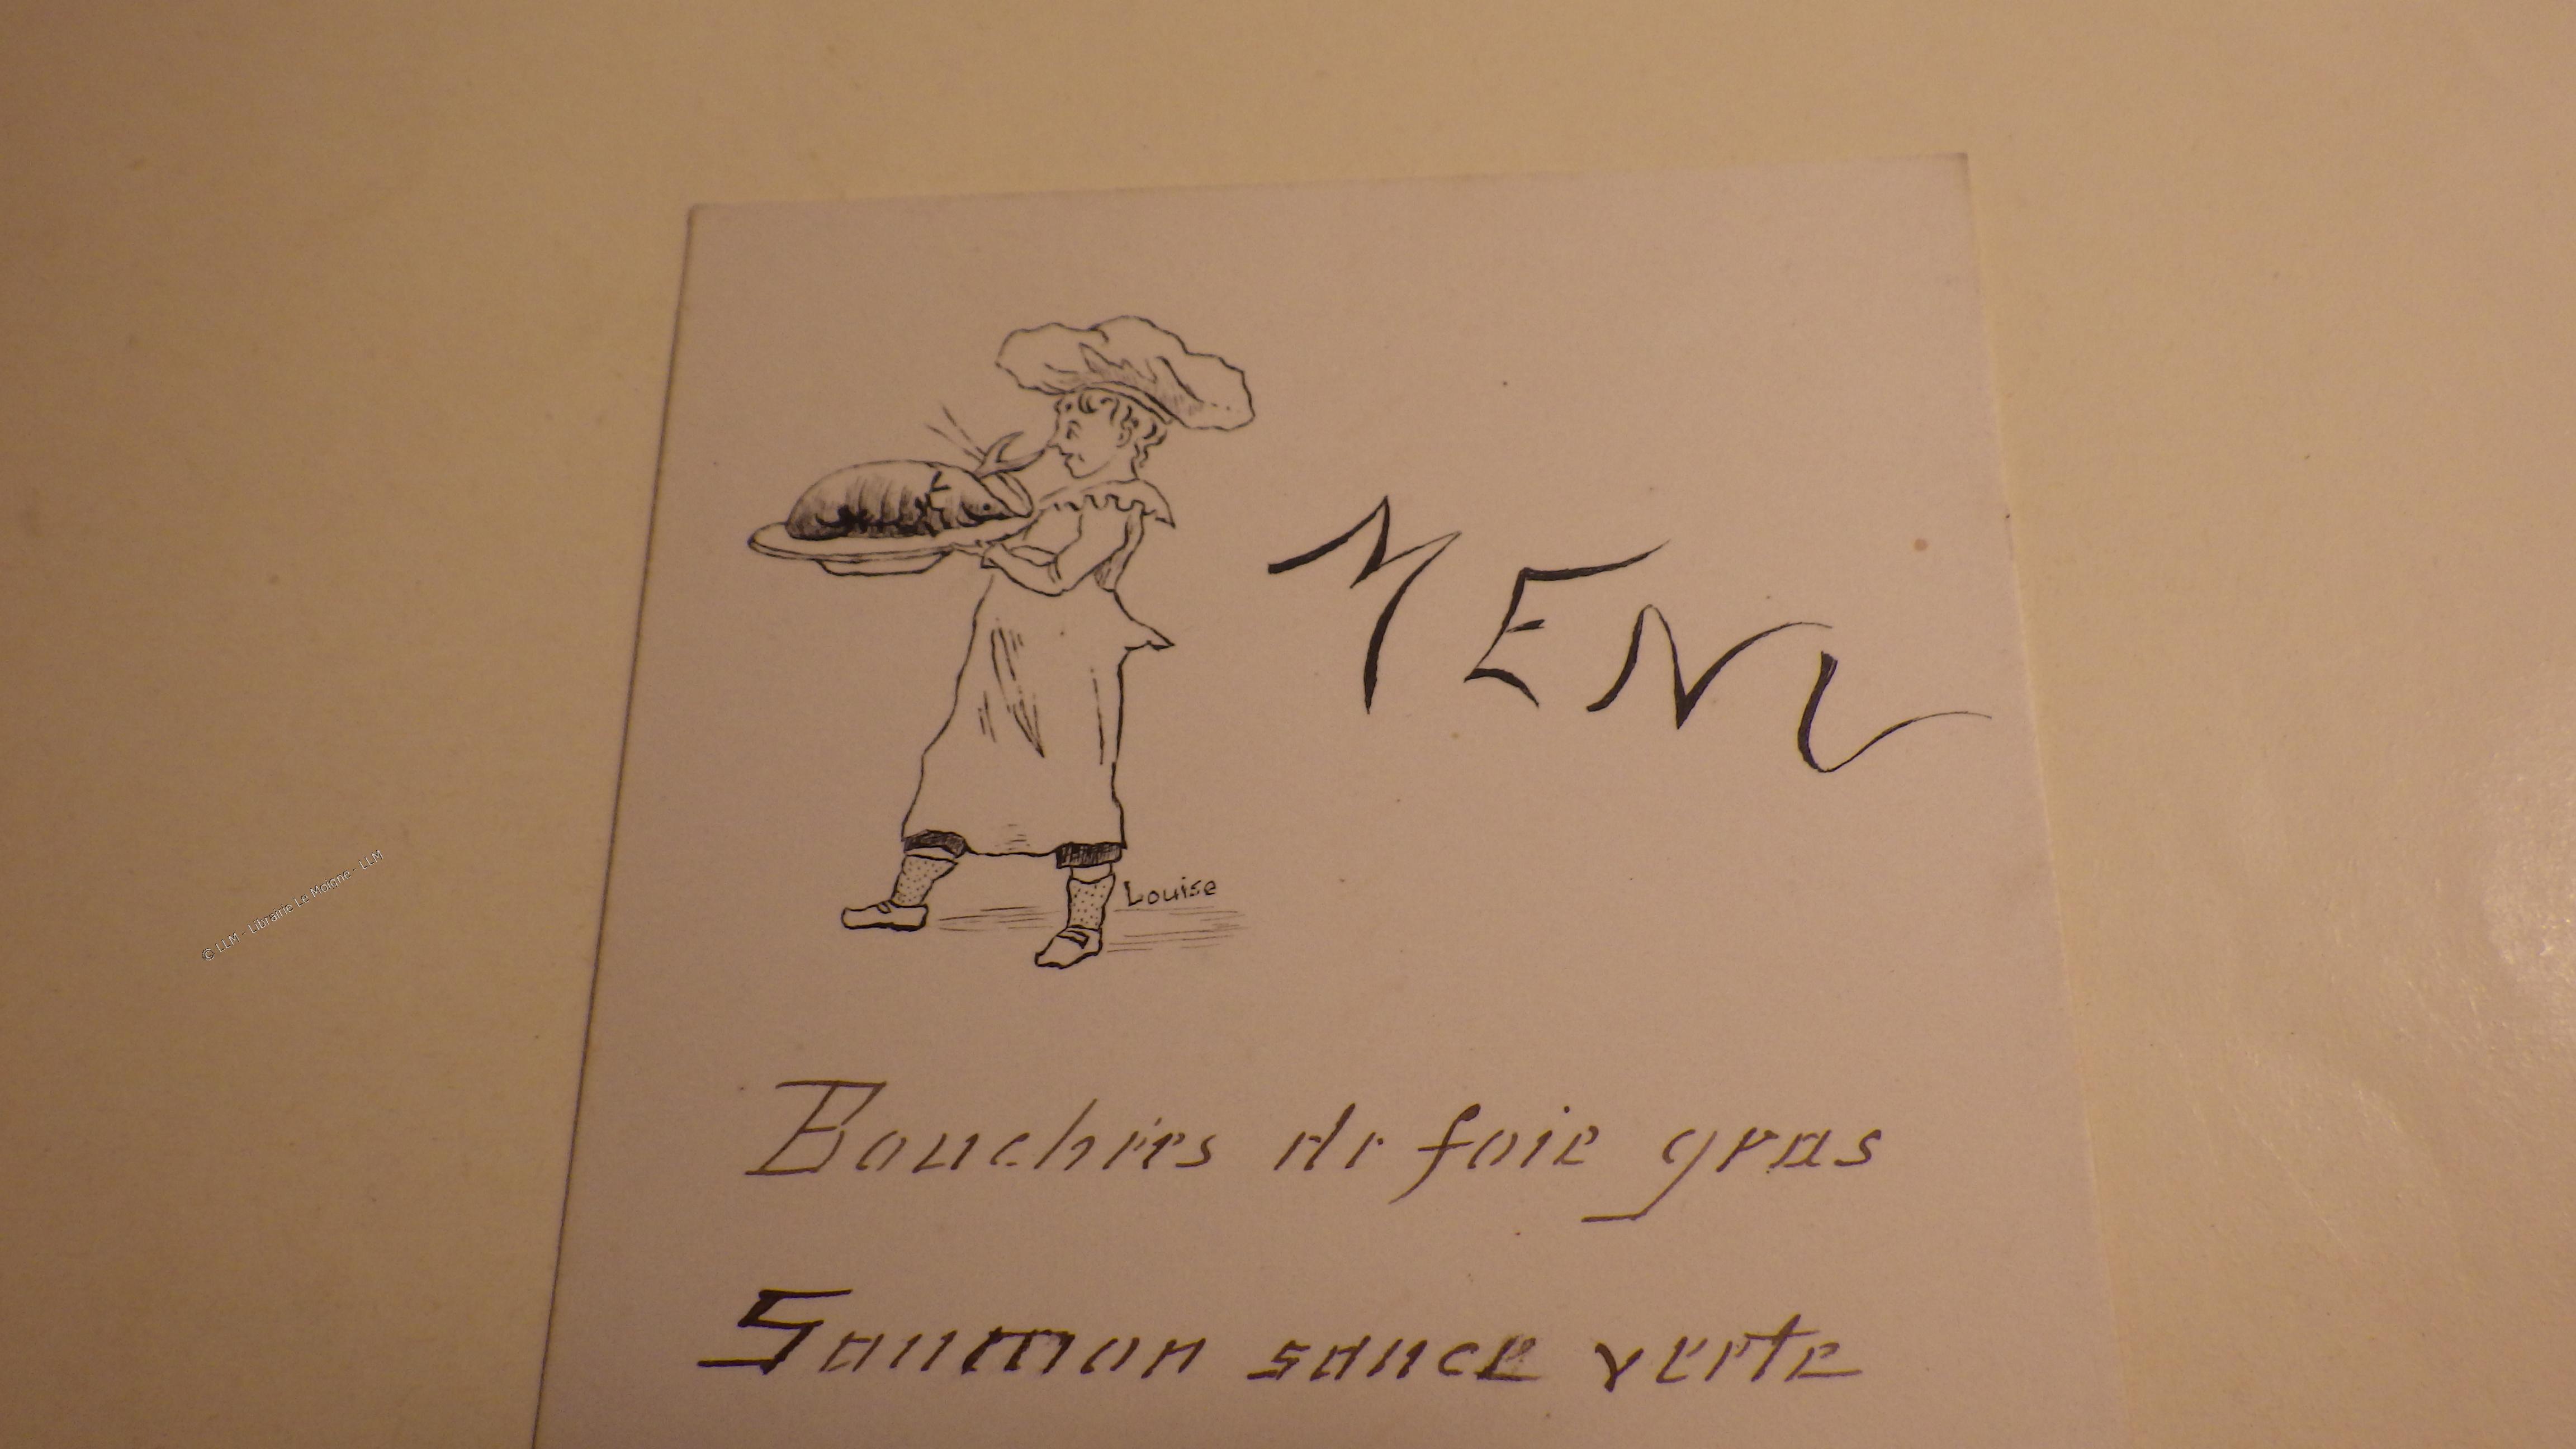 MENU
Louise
Bouchées de foie gras
Saumon sauce verte
© LLM - Librairie Le Moigne - LLM